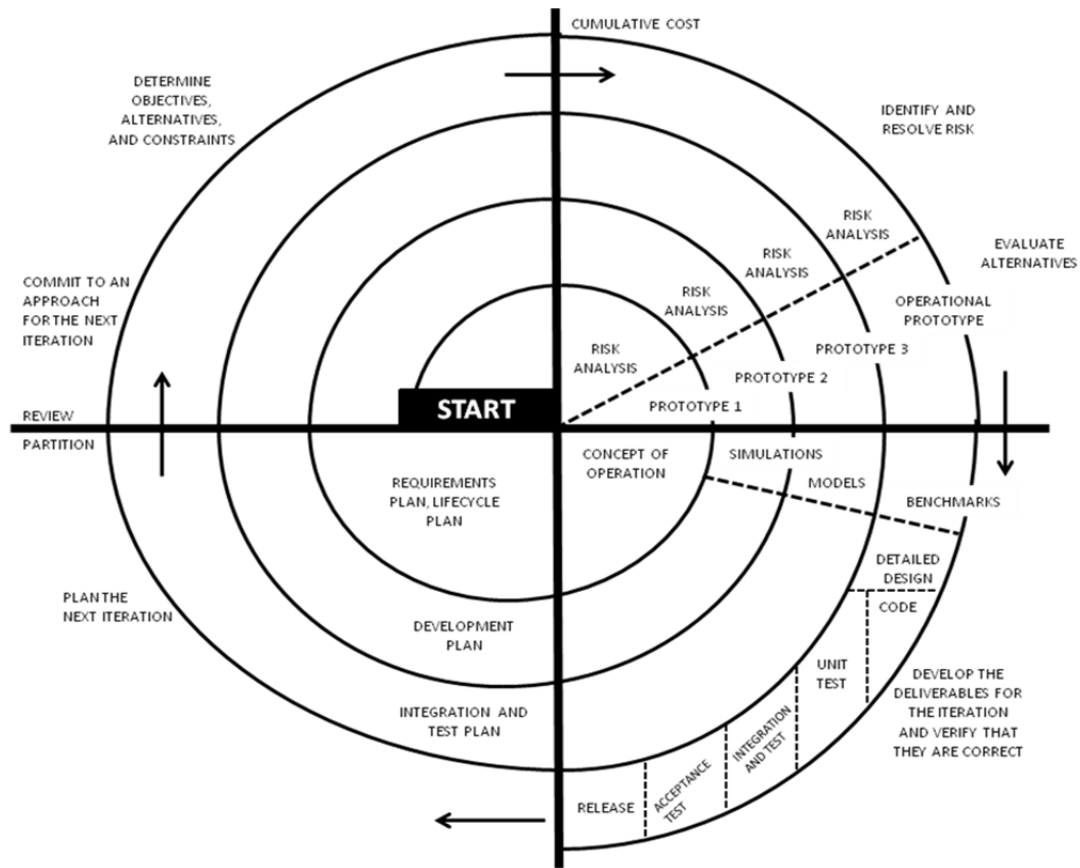 CUMULATIVE COST
DETERMINE
OBJECTIVES,
ALTERNATIVES,
AND CONSTRAINTS
IDENTIFY AND
RESOLVE RISK
RISK
ANALYSIS
EVALUATE
ALTERNATIVES
RISK
ANALYSIS
COMMIT TO AN
APPROACH
FOR THE NEXT
ITERATION
RISK
ANALYSIS
OPERATIONAL
PROTOTYPE
RISK
ANALYSIS
PROTOTYPE 3
PROTOTYPE 2
START
PROTOTYPE 1
REVIEW
PARTITION
CONCEPT OF
OPERATION
SIMULATIONS
REQUIREMENTS
PLAN, LIFECYCLE
PLAN
MODELS
BENCHMARKS
DETAILED
DESIGN
PLAN THE
NEXT ITERATION
CODE
DEVELOPMENT
PLAN
UNIT
TEST
DEVELOP THE
DELIVERABLES FOR
THE ITERATION
AND VERIFY THAT
THEY ARE CORRECT
INTEGRATION AND
TEST PLAN
INTEGRATION
AND TEST
ACCEPTANCE
TEST
RELEASE